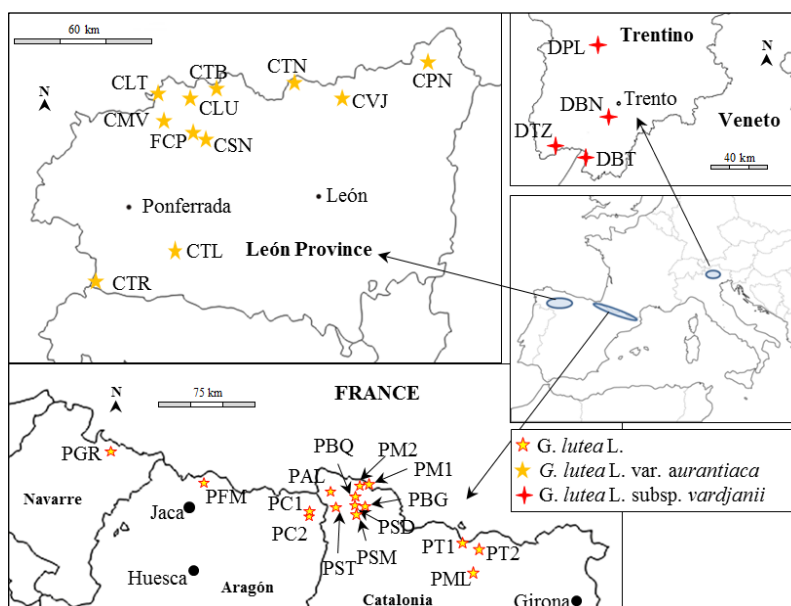 60 km
N
CLT
CTB
CTN
CPN
CLU
CVJ
CMV
FCP
CSN
Ponferrada
León
CTL
León Province
CTR
DPL
Trentino
N
DBN
Trento
Veneto
DTZ
DBT
40 km
N
75 km
FRANCE
PGR
PBQ
PM2
PM1
PAL
PFM
Navarre
PC1
PBG
Jaca
PC2
PSD
PST
PSM
PT1
PT2
Huesca
PML
Aragón
Catalonia
Girona
G. lutea L.
G. lutea L. var. aurantiaca
G. lutea L. subsp. vardjanii